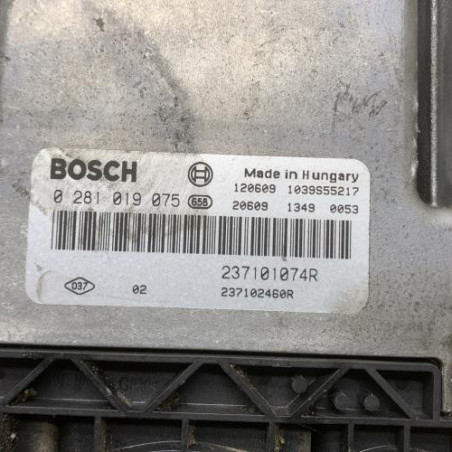 BOSCH Made in Hungary
120609 1039S55217
0 281 019 075 658 20609 1349 0053
237101074R
037 02 237102460R